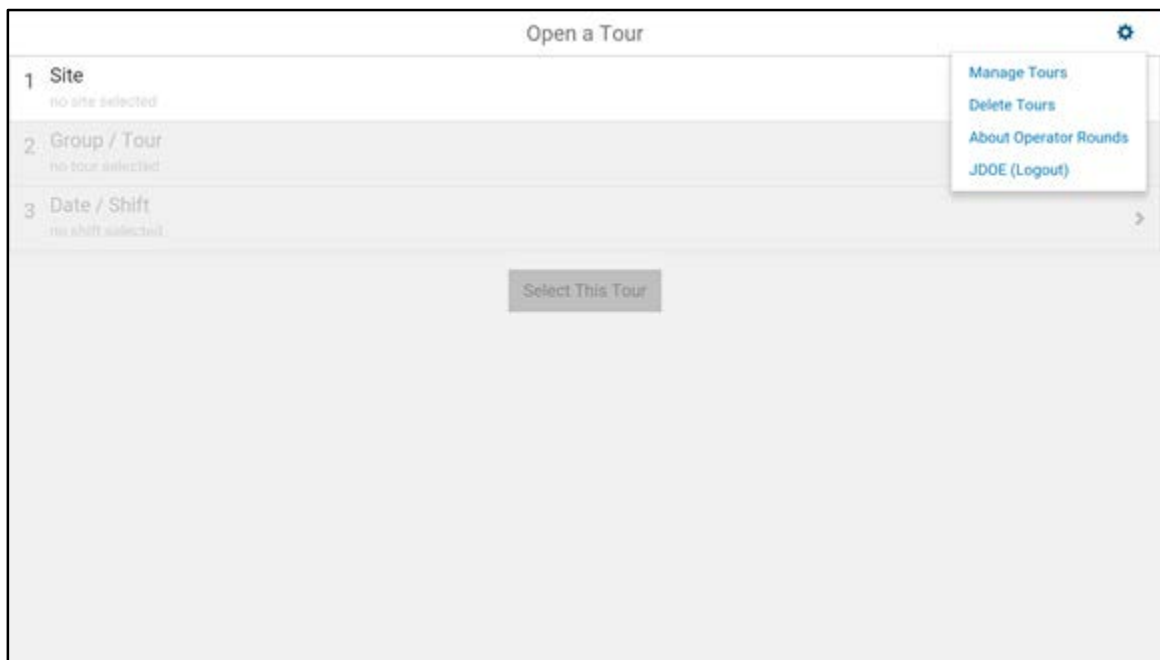 Open a Tour
Manage Tours
Delete Tours
About Operator Rounds
JDOE (Logout)
1 Site
no site selected
2 Group / Tour
no tour selected
3 Date / Shift
no shift selected
Select This Tour